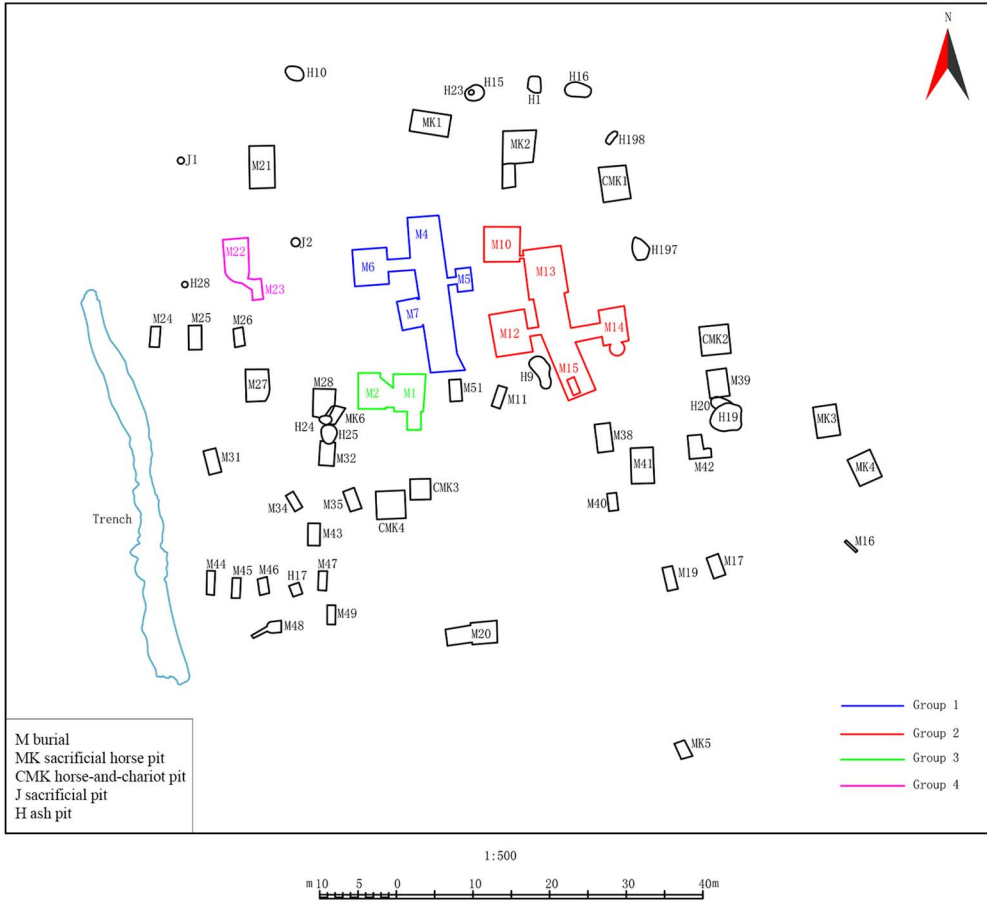 N
H10
H15
H23
H1
H16
MK1
MK2
H198
J1
M21
CMK1
M22
J2
M4
M10
H197
M6
M5
M13
H28
M23
M7
M24
M25
M26
M12
M14
CMK2
M27
M28
M2
M1
M51
H9
M15
M11
M39
MK6
H24
H25
H20
H19
M32
M38
MK3
M31
M41
M42
MK4
M34
M35
CMK3
CMK4
M40
Trench
M43
M16
M44
M45
M46
H17
M47
M19
M17
M49
M48
M20
MK5
Group 1
Group 2
Group 3
Group 4
M burial
MK sacrificial horse pit
CMK horse-and-chariot pit
J sacrificial pit
H ash pit
1:500
m 10 5 0 10 20 30 40m